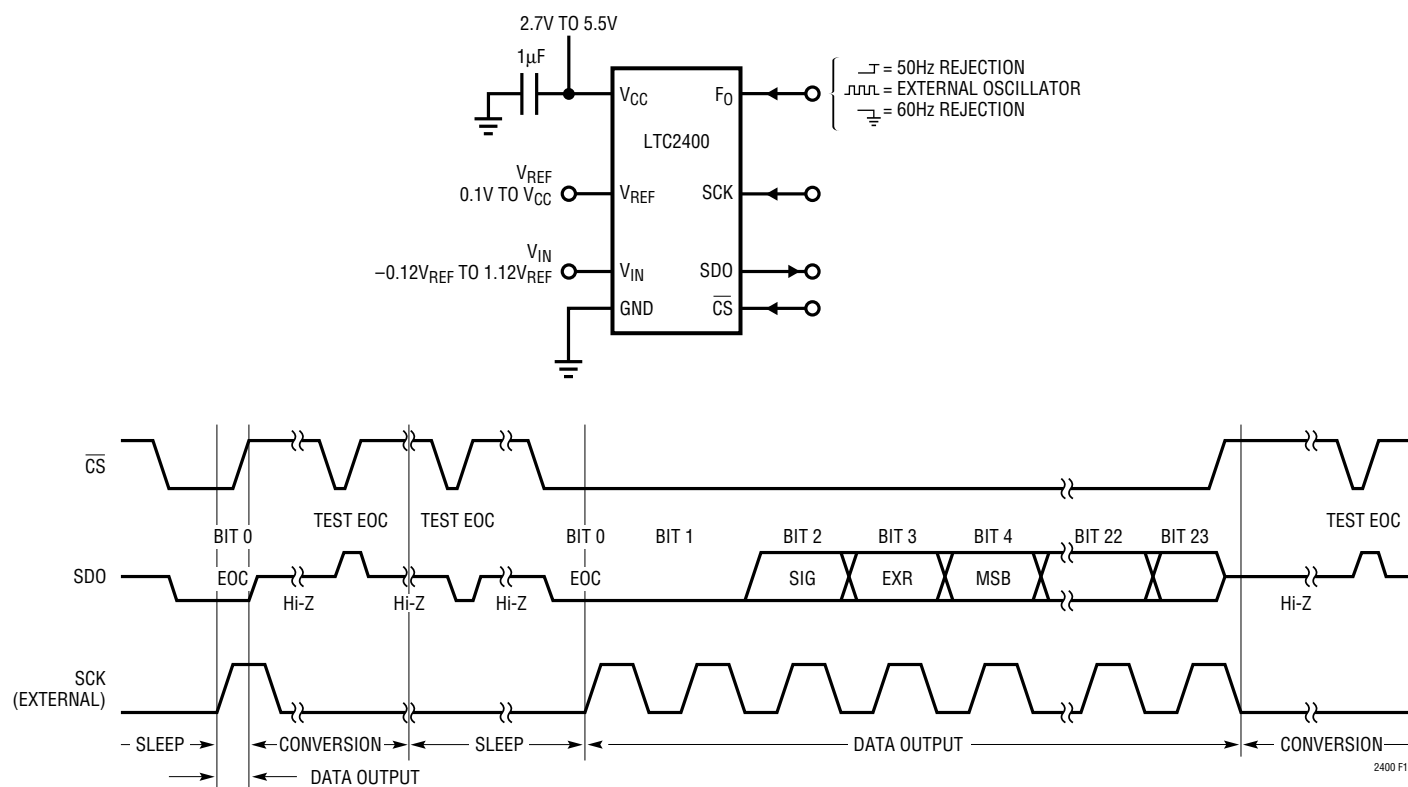 2.7V TO 5.5V
1µF
VCC
FO
= 50Hz REJECTION
= EXTERNAL OSCILLATOR
= 60Hz REJECTION
LTC2400
VREF
0.1V TO VCC
VREF
SCK
VIN
–0.12VREF TO 1.12VREF
VIN
SDO
GND
CS
CS
TEST EOC TEST EOC TEST EOC
BIT 0 BIT 0 BIT 1 BIT 2 BIT 3 BIT 4 BIT 22 BIT 23
SDO EOC EOC SIG EXR MSB
Hi-Z Hi-Z Hi-Z Hi-Z
SCK
(EXTERNAL)
SLEEP CONVERSION SLEEP DATA OUTPUT CONVERSION
DATA OUTPUT
2400 F1